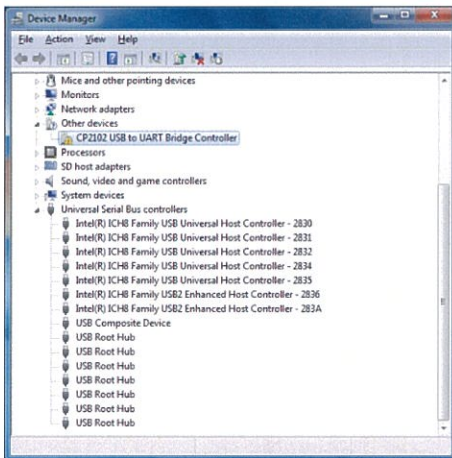 Device Manager
File Action View Help
Mice and other pointing devices
Monitors
Network adapters
Other devices
CP2102 USB to UART Bridge Controller
Processors
SD host adapters
Sound, video and game controllers
System devices
Universal Serial Bus controllers
Intel(R) ICH8 Family USB Universal Host Controller - 2830
Intel(R) ICH8 Family USB Universal Host Controller - 2831
Intel(R) ICH8 Family USB Universal Host Controller - 2832
Intel(R) ICH8 Family USB Universal Host Controller - 2834
Intel(R) ICH8 Family USB Universal Host Controller - 2835
Intel(R) ICH8 Family USB2 Enhanced Host Controller - 2836
Intel(R) ICH8 Family USB2 Enhanced Host Controller - 283A
USB Composite Device
USB Root Hub
USB Root Hub
USB Root Hub
USB Root Hub
USB Root Hub
USB Root Hub
USB Root Hub